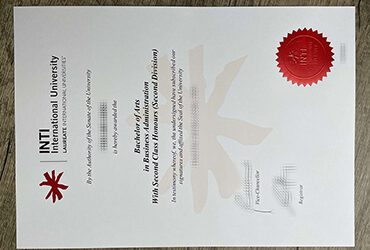 INTI
International University
LAUREATE INTERNATIONAL UNIVERSITIES
By the Authority of the Senate of the University
is hereby awarded the
Bachelor of Arts
in Business Administration
With Second Class Honours (Second Division)
In testimony whereof, we, the undersigned have subscribed our
signatures and affixed the Seal of the University
Vice-Chancellor
Registrar
INTI